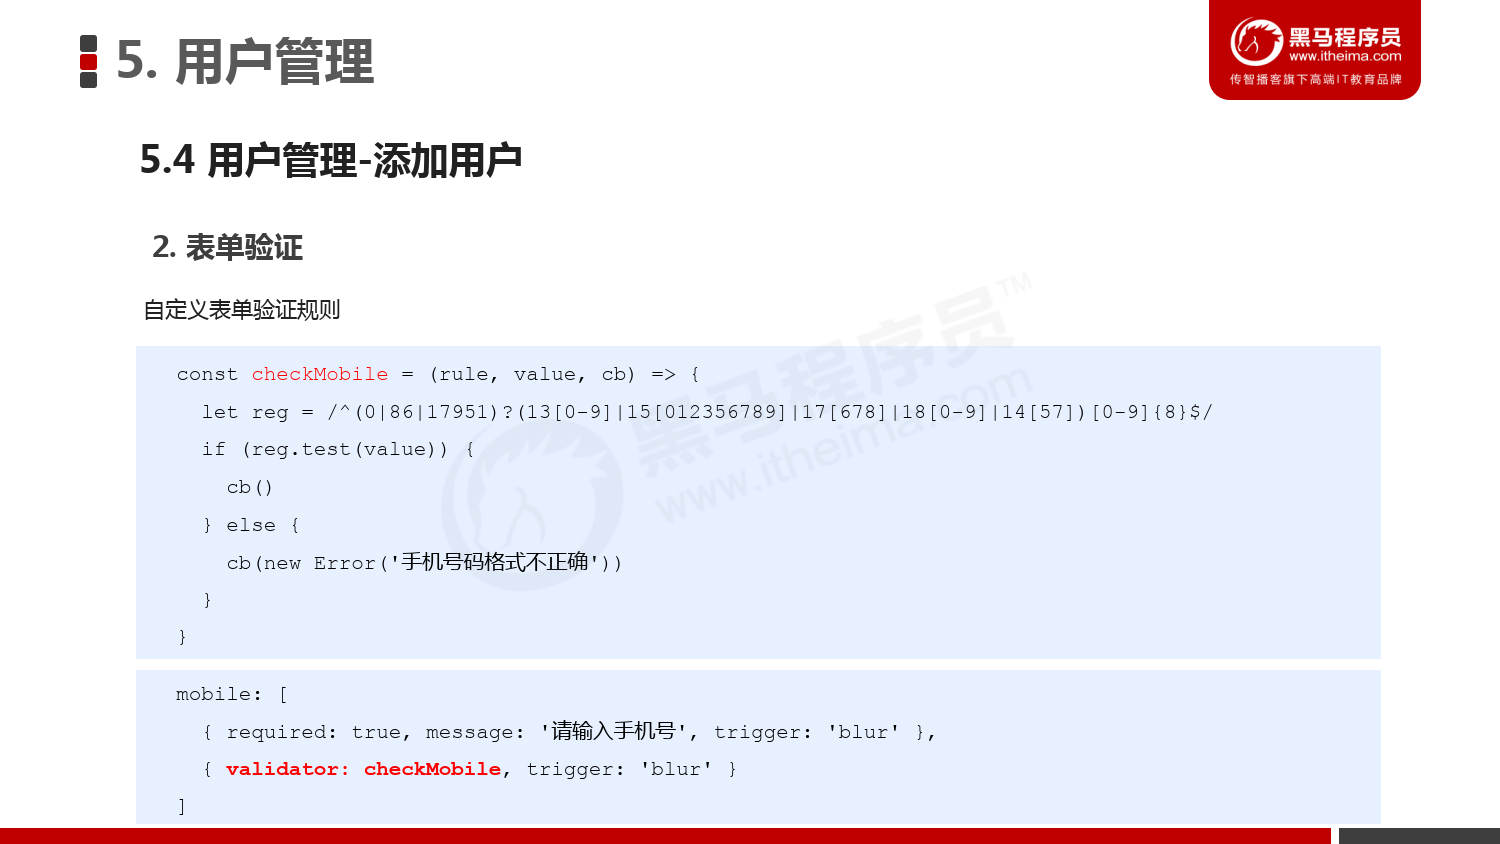 5. 用户管理
黑马程序员
www.itheima.com
传智播客旗下高端IT教育品牌
5.4 用户管理-添加用户
2. 表单验证
自定义表单验证规则
const checkMobile = (rule, value, cb) => {
let reg = /^(0|86|17951)?(13[0-9]|15[012356789]|17[678]|18[0-9]|14[57])[0-9]{8}$/
if (reg.test(value)) {
cb()
} else {
cb(new Error('手机号码格式不正确'))
}
}
mobile: [
{ required: true, message: '请输入手机号', trigger: 'blur' },
{ validator: checkMobile, trigger: 'blur' }
]
黑马程序员™
www.itheima.com